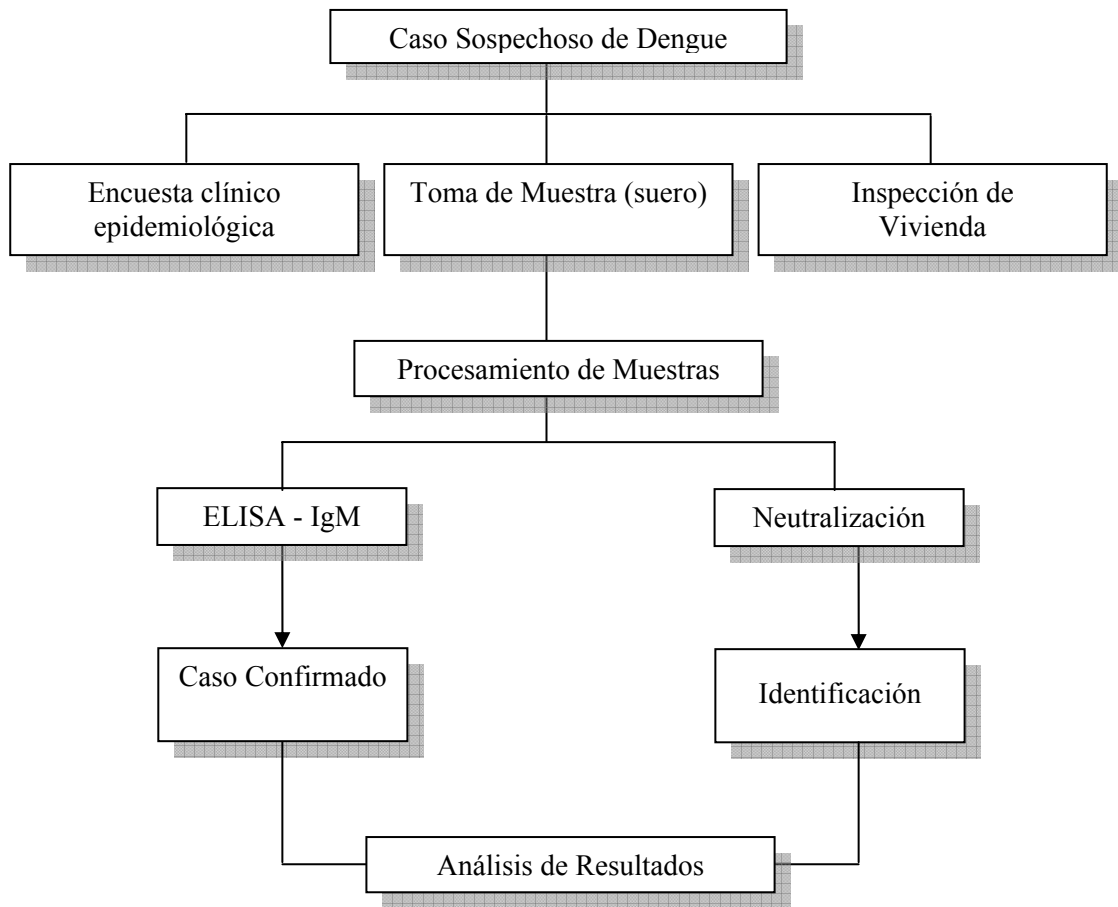 Caso Sospechoso de Dengue
Encuesta clínico
epidemiológica
Toma de Muestra (suero)
Inspección de
Vivienda
Procesamiento de Muestras
ELISA - IgM
Neutralización
Caso Confirmado
Identificación
Análisis de Resultados